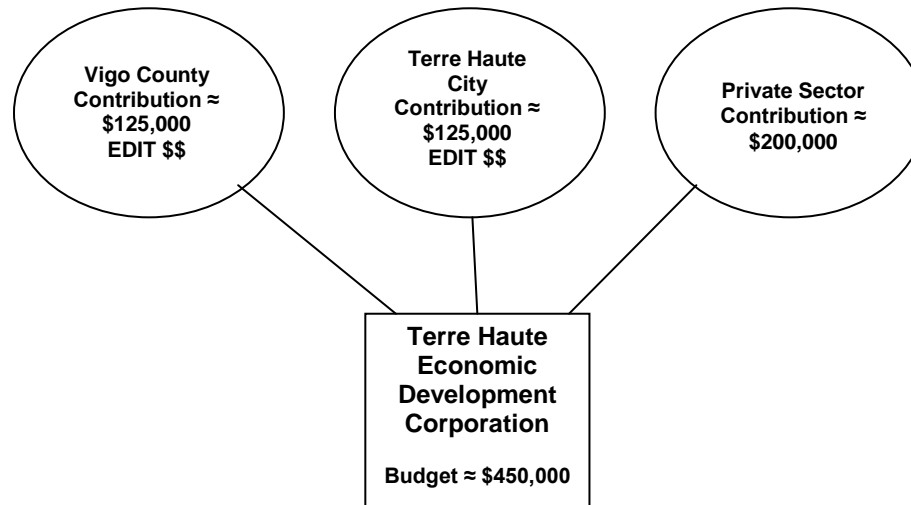 Vigo County
Contribution ≈
$125,000
EDIT $$
Terre Haute
City
Contribution ≈
$125,000
EDIT $$
Private Sector
Contribution ≈
$200,000
Terre Haute
Economic
Development
Corporation
Budget ≈ $450,000